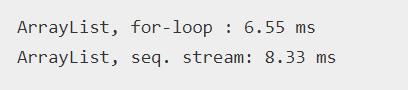 ArrayList, for-loop : 6.55 ms
ArrayList, seq. stream: 8.33 ms